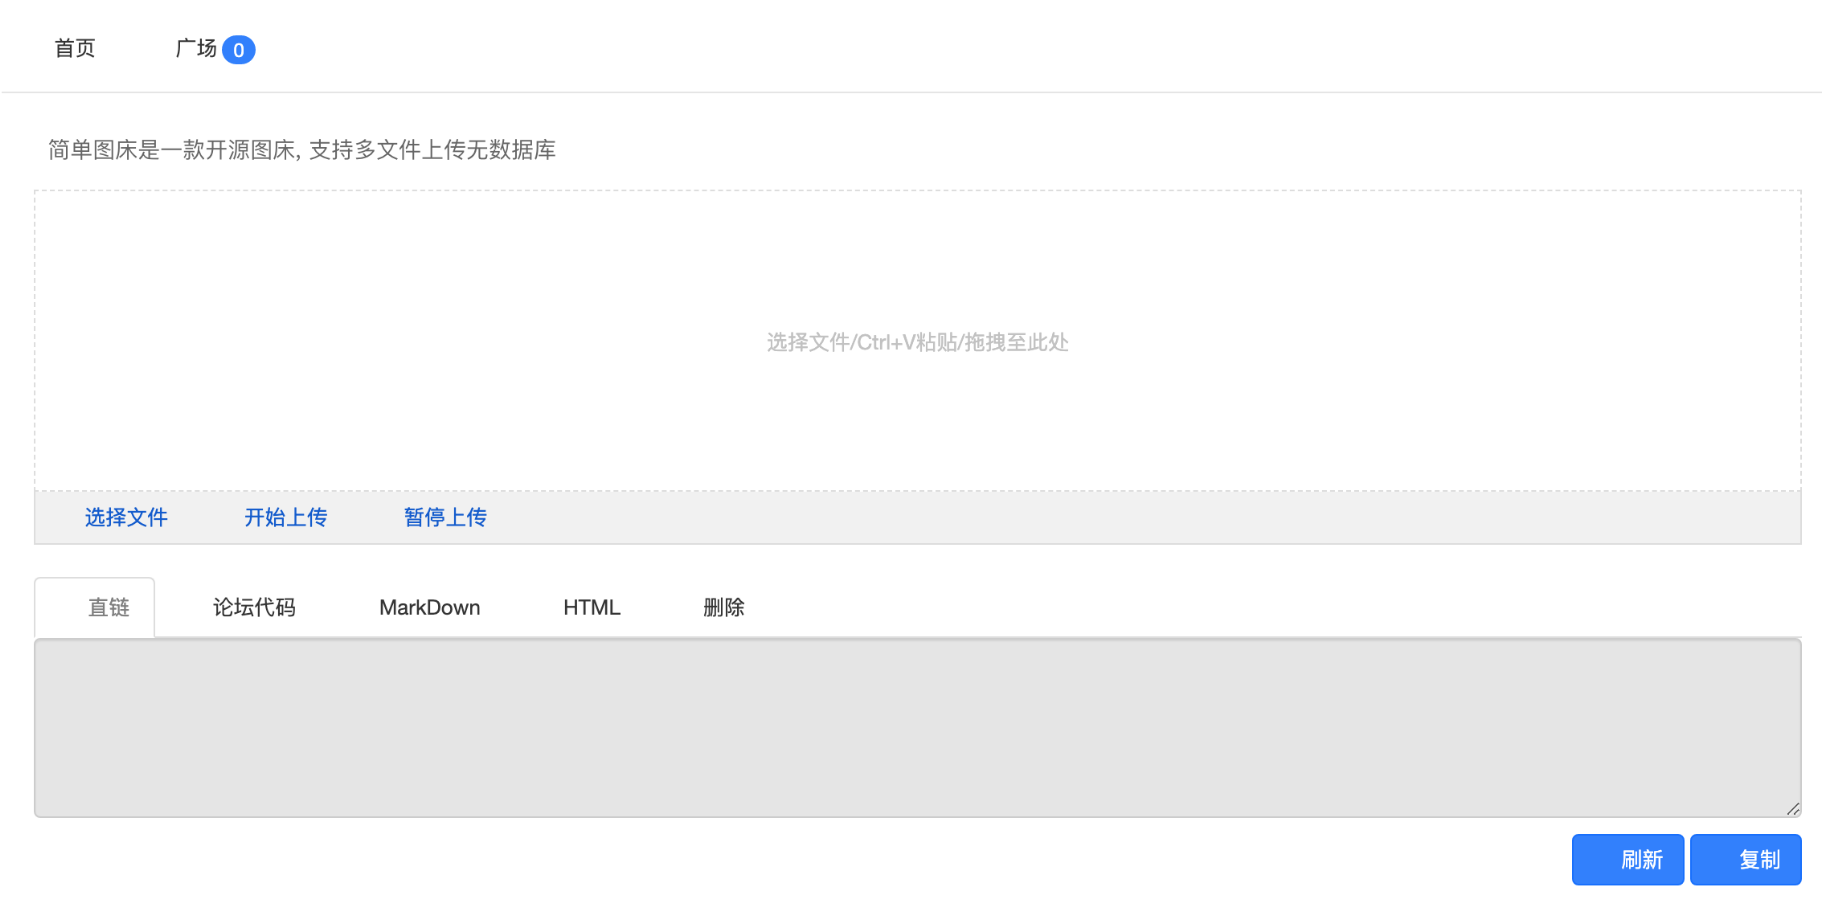 首页 广场 0
简单图床是一款开源图床, 支持多文件上传无数据库
选择文件/Ctrl+V粘贴/拖拽至此处
选择文件 开始上传 暂停上传
直链 论坛代码 MarkDown HTML 删除
刷新 复制